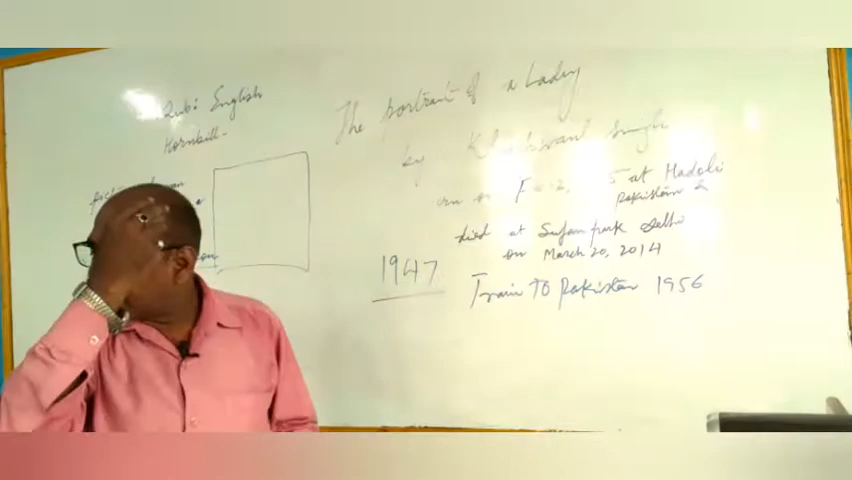 Sub: English
Hornbill-
The portrait of a Lady
by Khushwant Singh
at Hadali
Pakistan &
died at Sujan park Delhi
on March 20, 2014
1947
Train To Pakistan 1956